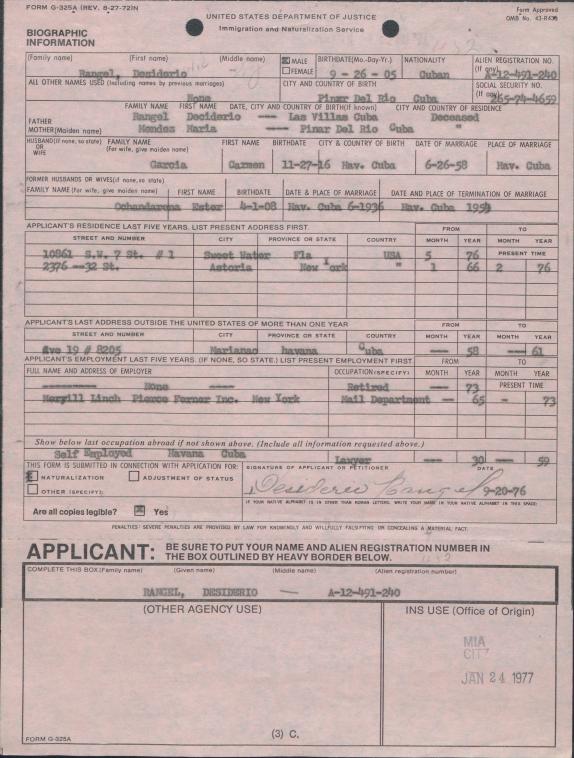 FORM G-325A (REV. 8-27-72)N
UNITED STATES DEPARTMENT OF JUSTICE
Immigration and Naturalization Service
Form Approved
OMB No. 43-R436
BIOGRAPHIC
INFORMATION
(Family name) (First name) (Middle name) MALE BIRTHDATE(Mo.-Day-Yr.) NATIONALITY ALIEN REGISTRATION NO.
FEMALE (If any)
Rangel, Desiderio 9 - 26 - 05 Cuban A-12-491-240
ALL OTHER NAMES USED (Including names by previous marriages) CITY AND COUNTRY OF BIRTH SOCIAL SECURITY NO.
(If any)
None Pinar Del Rio Cuba 265-74-4659
FAMILY NAME FIRST NAME DATE, CITY AND COUNTRY OF BIRTH(If known) CITY AND COUNTRY OF RESIDENCE
FATHER Rangel Deciderio --- Las Villas Cuba Deceased
MOTHER(Maiden name) Mendez Maria --- Pinar Del Rio Cuba "
HUSBAND(If none, so state) FAMILY NAME FIRST NAME BIRTHDATE CITY & COUNTRY OF BIRTH DATE OF MARRIAGE PLACE OF MARRIAGE
OR (For wife, give maiden name)
WIFE
Garcia Carmen 11-27-16 Hav. Cuba 6-26-58 Hav. Cuba
FORMER HUSBANDS OR WIVES(if none,so state)
FAMILY NAME (For wife, give maiden name) FIRST NAME BIRTHDATE DATE & PLACE OF MARRIAGE DATE AND PLACE OF TERMINATION OF MARRIAGE
Ochandarena Ester 4-1-08 Hav. Cuba 6-1936 Hav. Cuba
APPLICANT'S RESIDENCE LAST FIVE YEARS. LIST PRESENT ADDRESS FIRST. FROM TO
STREET AND NUMBER CITY PROVINCE OR STATE COUNTRY MONTH YEAR MONTH YEAR
10861 S.W. 7 St. # 1 Sweet Water Fla USA 5 76 PRESENT TIME
2376 --32 St. Astoria New York " 1 66 2 76
APPLICANT'S LAST ADDRESS OUTSIDE THE UNITED STATES OF MORE THAN ONE YEAR FROM TO
STREET AND NUMBER CITY PROVINCE OR STATE COUNTRY MONTH YEAR MONTH YEAR
Ave 19 # 8205 Marianao havana Cuba --- 58 --- 61
APPLICANT'S EMPLOYMENT LAST FIVE YEARS. (IF NONE, SO STATE.) LIST PRESENT EMPLOYMENT FIRST. FROM TO
FULL NAME AND ADDRESS OF EMPLOYER OCCUPATION (SPECIFY) MONTH YEAR MONTH YEAR
--------- None ---- Retired --- 73 PRESENT TIME
Merrill Linch Pierce Ferner Inc. New York Mail Department -- 65 - 73
Show below last occupation abroad if not shown above. (Include all information requested above.)
Self Employed Havana Cuba Lawyer --- 30 --- 59
THIS FORM IS SUBMITTED IN CONNECTION WITH APPLICATION FOR: SIGNATURE OF APPLICANT OR PETITIONER DATE
NATURALIZATION ADJUSTMENT OF STATUS
OTHER (SPECIFY): Desiderio Rangel 9-20-76
IF YOUR NATIVE ALPHABET IS IN OTHER THAN ROMAN LETTERS, WRITE YOUR NAME IN YOUR NATIVE ALPHABET IN THIS SPACE:
Are all copies legible? Yes
PENALTIES: SEVERE PENALTIES ARE PROVIDED BY LAW FOR KNOWINGLY AND WILLFULLY FALSIFYING OR CONCEALING A MATERIAL FACT.
APPLICANT: BE SURE TO PUT YOUR NAME AND ALIEN REGISTRATION NUMBER IN
THE BOX OUTLINED BY HEAVY BORDER BELOW.
COMPLETE THIS BOX (Family name) (Given name) (Middle name) (Alien registration number)
RANGEL, DESIDERIO --- A-12-491-240
(OTHER AGENCY USE) INS USE (Office of Origin)
MIA
JAN 24 1977
(3) C.
FORM G-325A